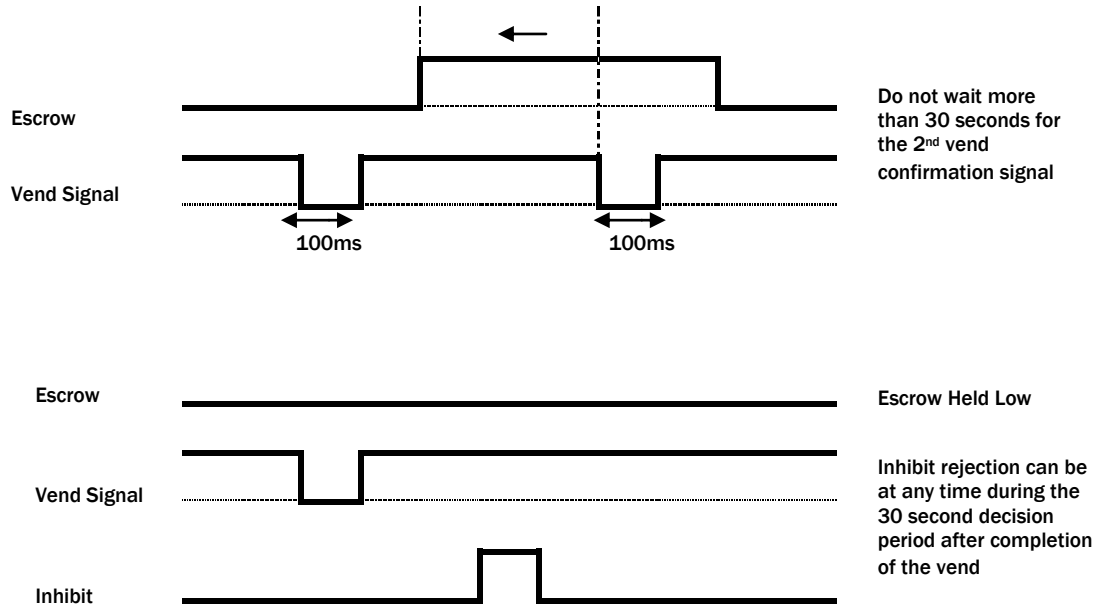 Escrow
Do not wait more
than 30 seconds for
the 2nd vend
confirmation signal
Vend Signal
100ms
100ms
Escrow
Escrow Held Low
Vend Signal
Inhibit rejection can be
at any time during the
30 second decision
period after completion
of the vend
Inhibit